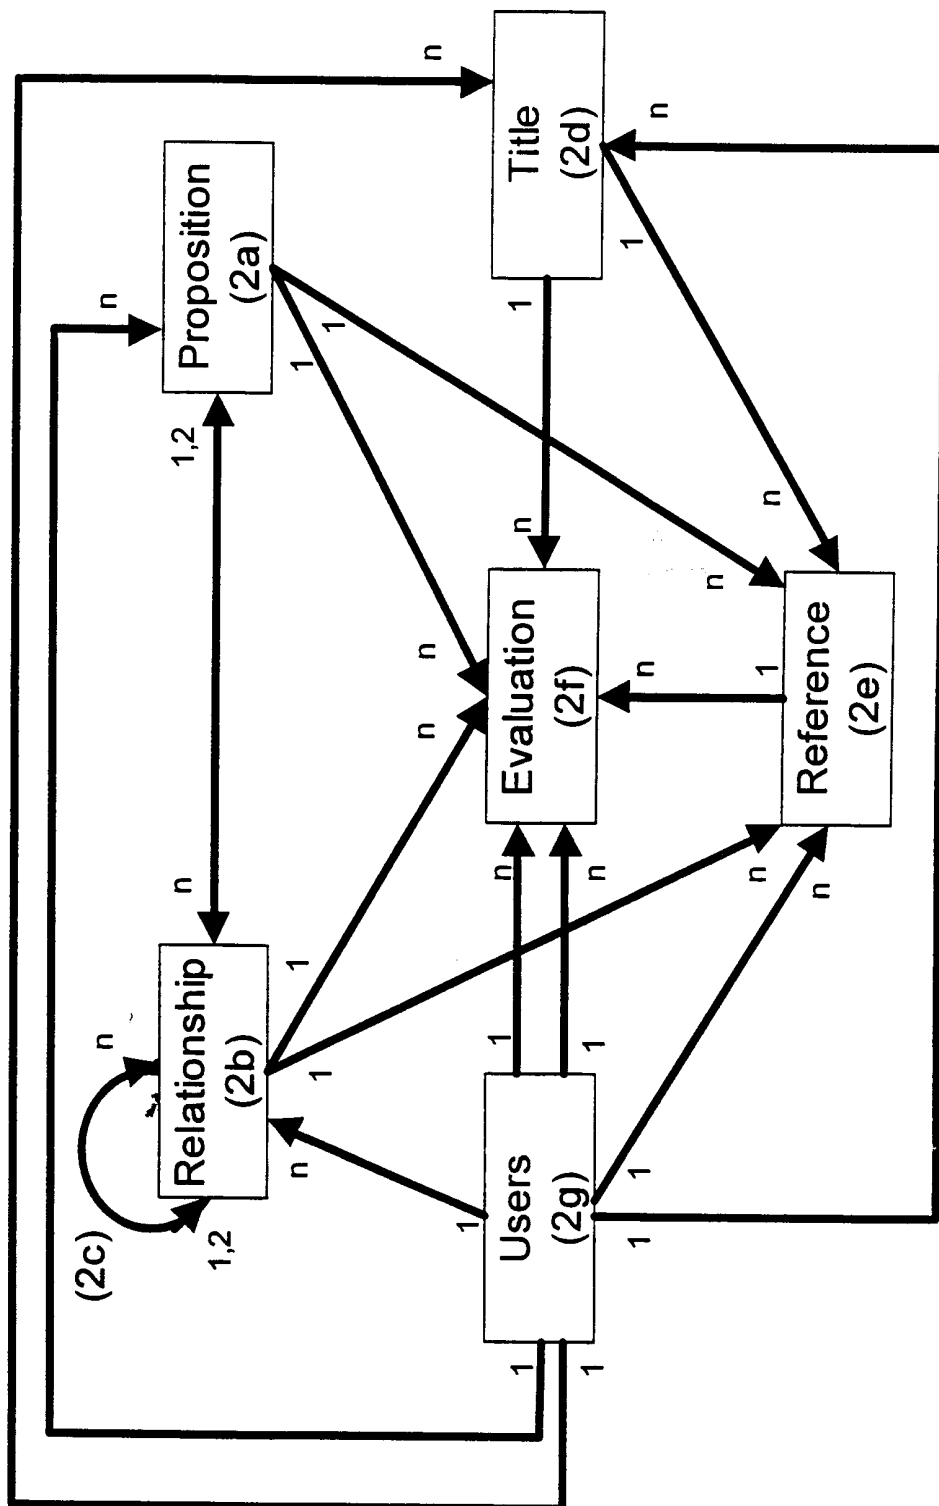 (2c)
n
n
1,2
Relationship
(2b)
n
1,2
Proposition
(2a)
n
1
1
1
1
n
n
n
1
1
Users
(2g)
1
n
Evaluation
(2f)
n
1
Title
(2d)
1
1
n
1
1
n
1
n
n
n
1
n
n
n
Reference
(2e)